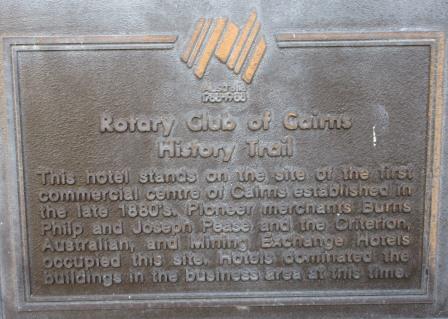 Australia
1788-1988
Rotary Club of Cairns
History Trail
This hotel stands on the site of the first
commercial centre of Cairns established in
the late 1880's. Pioneer merchants Burns
Philp and Joseph Pease and the Criterion,
Australian, and Mining Exchange Hotels
occupied this site. Hotels dominated the
buildings in the business area at this time.